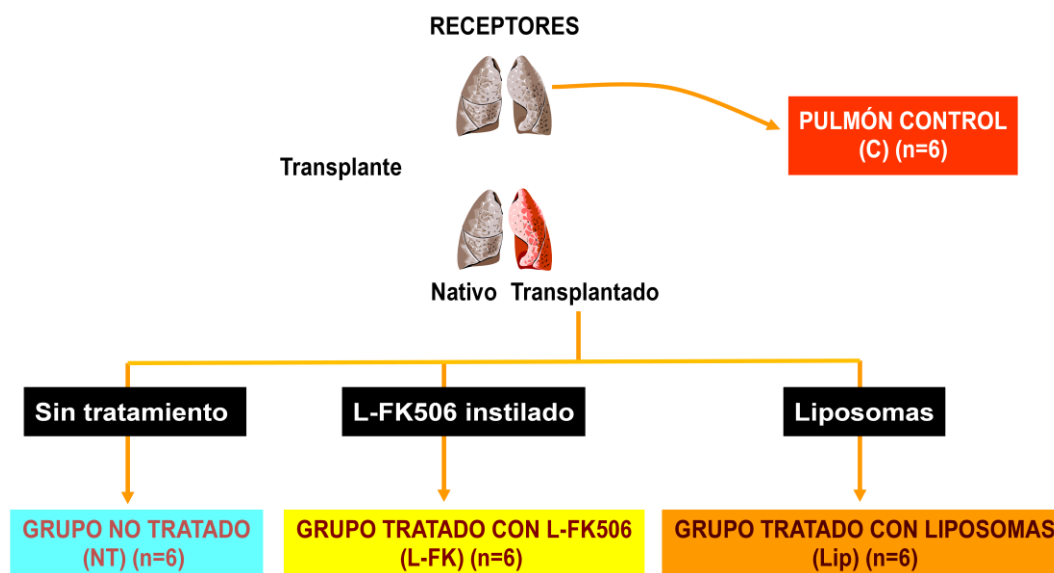 RECEPTORES
PULMÓN CONTROL
(C) (n=6)
Transplante
Nativo Transplantado
Sin tratamiento
L-FK506 instilado
Liposomas
GRUPO NO TRATADO
(NT) (n=6)
GRUPO TRATADO CON L-FK506
(L-FK) (n=6)
GRUPO TRATADO CON LIPOSOMAS
(Lip) (n=6)